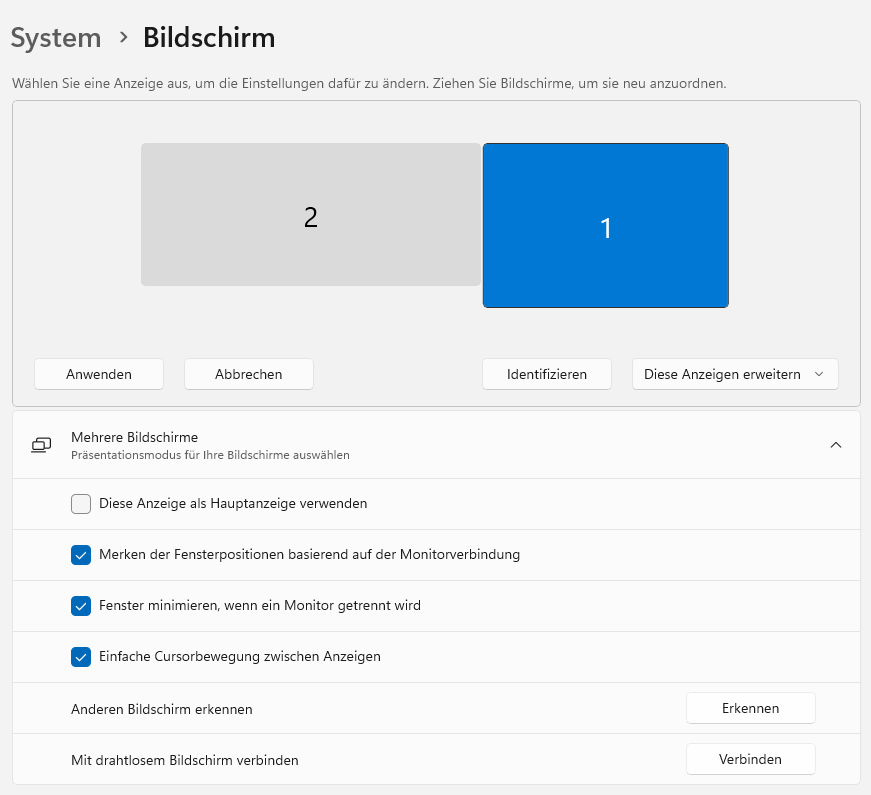 System > Bildschirm
Wählen Sie eine Anzeige aus, um die Einstellungen dafür zu ändern. Ziehen Sie Bildschirme, um sie neu anzuordnen.
2
1
Anwenden
Abbrechen
Identifizieren
Diese Anzeigen erweitern
Mehrere Bildschirme
Präsentationsmodus für Ihre Bildschirme auswählen
Diese Anzeige als Hauptanzeige verwenden
Merken der Fensterpositionen basierend auf der Monitorverbindung
Fenster minimieren, wenn ein Monitor getrennt wird
Einfache Cursorbewegung zwischen Anzeigen
Anderen Bildschirm erkennen
Erkennen
Mit drahtlosem Bildschirm verbinden
Verbinden